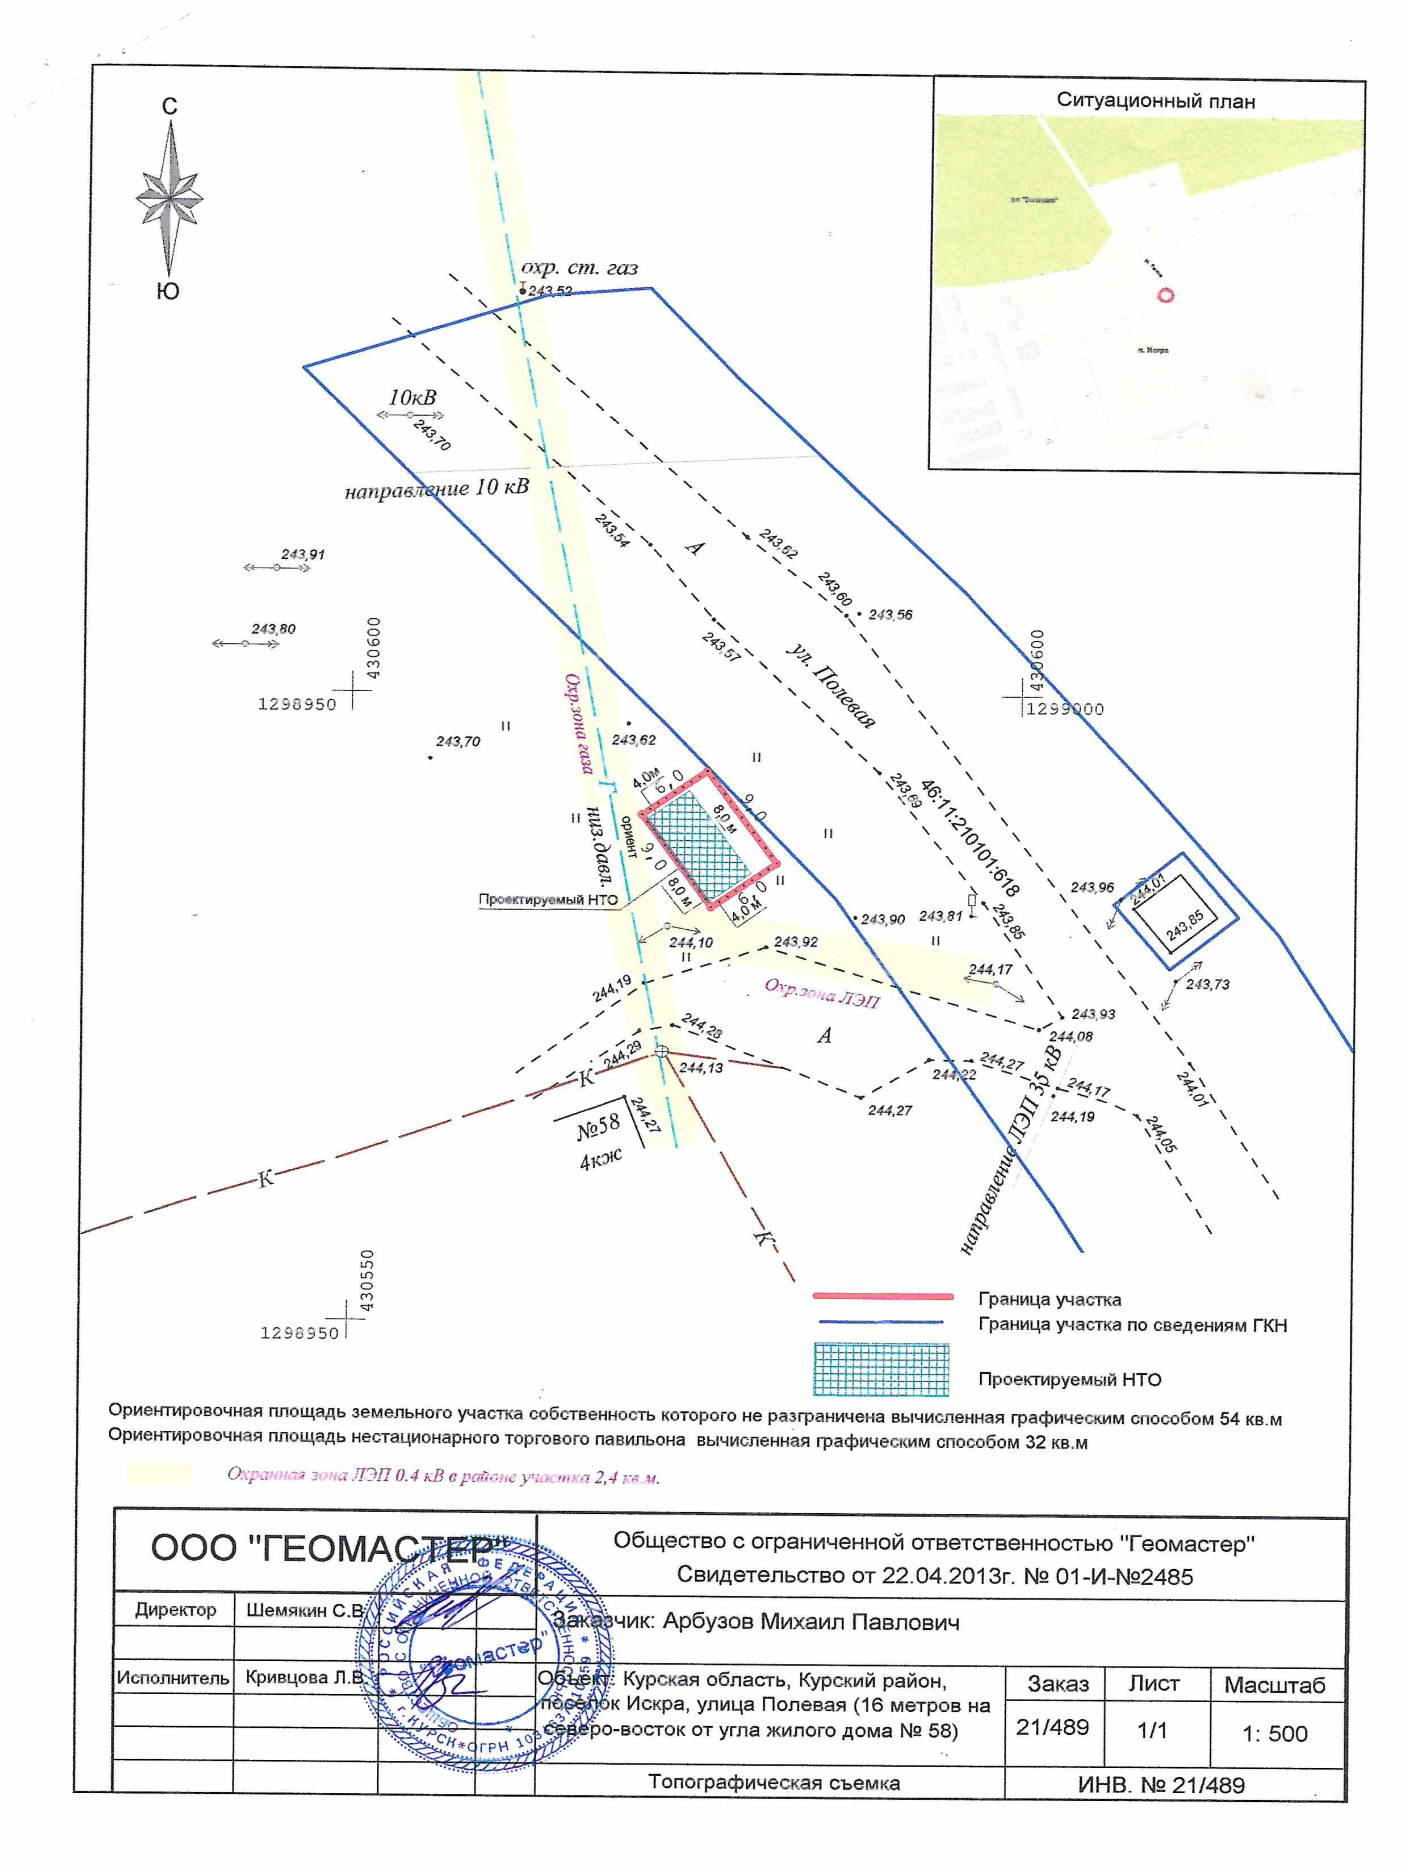 С
Ю
Ситуационный план
п. Искра
охр. ст. газ
243,52
10кВ
243,70
направление 10 кВ
243,91
243,80
243,54
А
243,62
243,60
243,56
243,57
ул. Полевая
430600
1298950
430600
1299000
243,70
243,62
Охр.зона газа
Г
низ.давл.
4,0м
6,0
9,0
8,0 м
ориент
9,0
8,0 м
6,0
4,0 м
Проектируемый НТО
243,69
46:11:210101:618
243,90
243,81
243,85
243,96
244,01
243,85
243,73
244,10
243,92
244,17
244,19
Охр.зона ЛЭП
А
243,93
244,08
244,28
244,29
244,13
244,22
244,27
244,17
244,19
244,01
244,05
244,27
К
244,27
№58
4кж
К
К
направление ЛЭП 35 кВ
430550
1298950
Граница участка
Граница участка по сведениям ГКН
Проектируемый НТО
Ориентировочная площадь земельного участка собственность которого не разграничена вычисленная графическим способом 54 кв.м
Ориентировочная площадь нестационарного торгового павильона вычисленная графическим способом 32 кв.м
Охранная зона ЛЭП 0.4 кВ в районе участка 2,4 кв.м.
ООО "ГЕОМАСТЕР"
Общество с ограниченной ответственностью "Геомастер"
Свидетельство от 22.04.2013г. № 01-И-№2485
Директор
Шемякин С.В
Заказчик: Арбузов Михаил Павлович
Исполнитель
Кривцова Л.В.
Объект: Курская область, Курский район,
поселок Искра, улица Полевая (16 метров на
северо-восток от угла жилого дома № 58)
Заказ
Лист
Масштаб
21/489
1/1
1: 500
Топографическая съемка
ИНВ. № 21/489
"Геомастер"